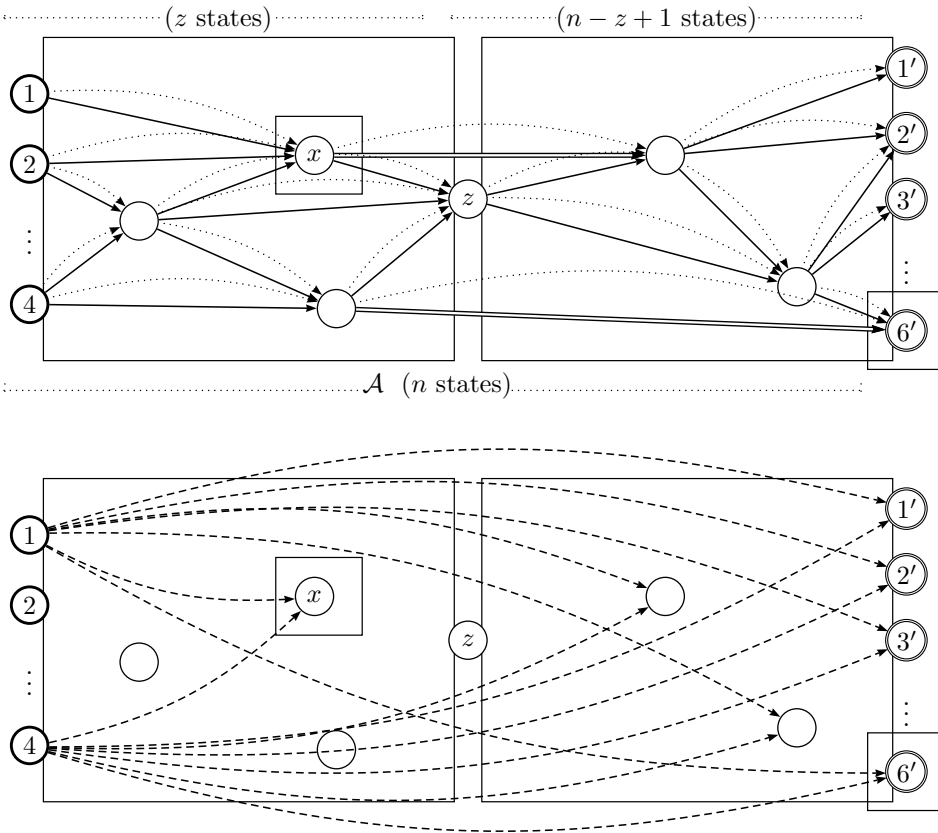 (z states) (n − z + 1 states)
1 1′
2 x 2′
z 3′
⋮ ⋮
4 6′
𝒜 (n states)
1 1′
2 x 2′
z 3′
⋮ ⋮
4 6′